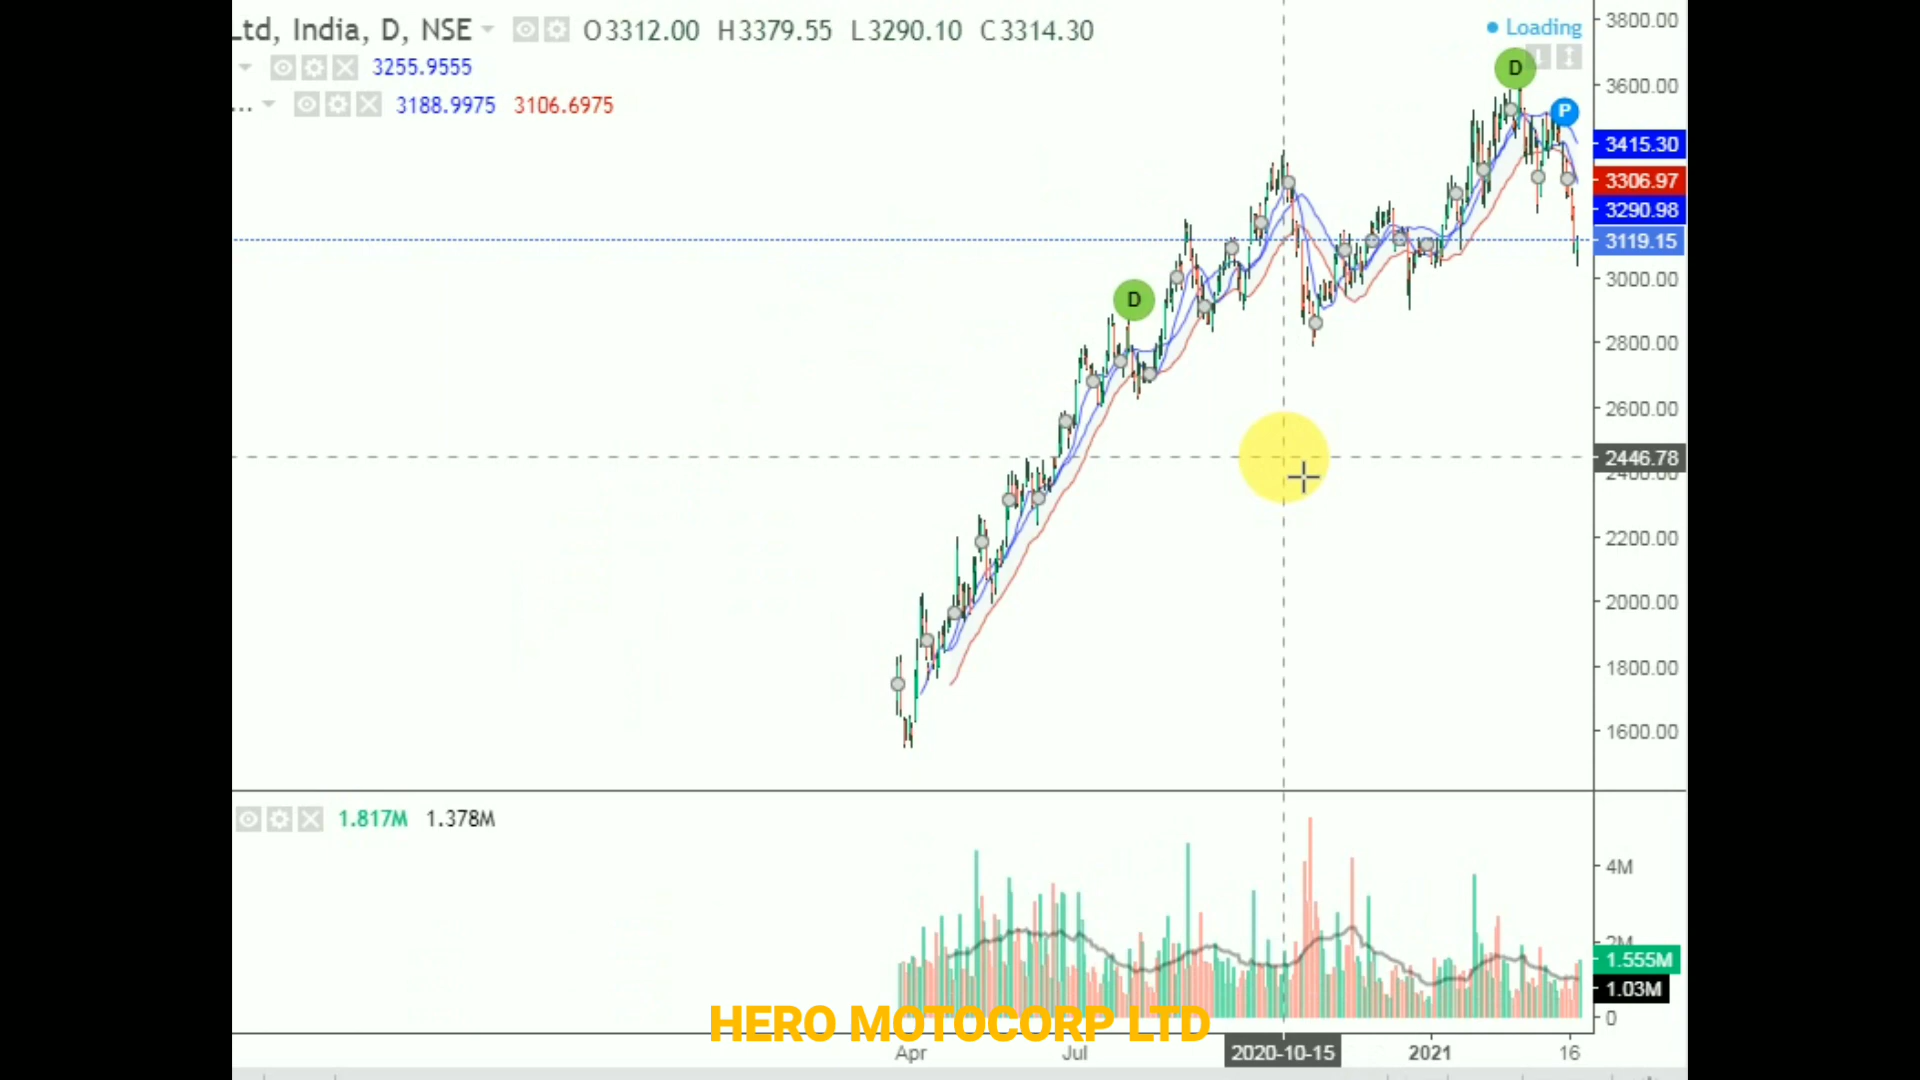 Ltd, India, D, NSE O3312.00 H3379.55 L3290.10 C3314.30
Loading
3255.9555
... 3188.9975 3106.6975
D
P
D
3800.00
3600.00
3415.30
3306.97
3290.98
3119.15
3000.00
2800.00
2600.00
2446.78
2400.00
2200.00
2000.00
1800.00
1600.00
1.817M 1.378M
4M
2M
1.555M
1.03M
0
HERO MOTOCORP LTD
Apr Jul 2020-10-15 2021 16